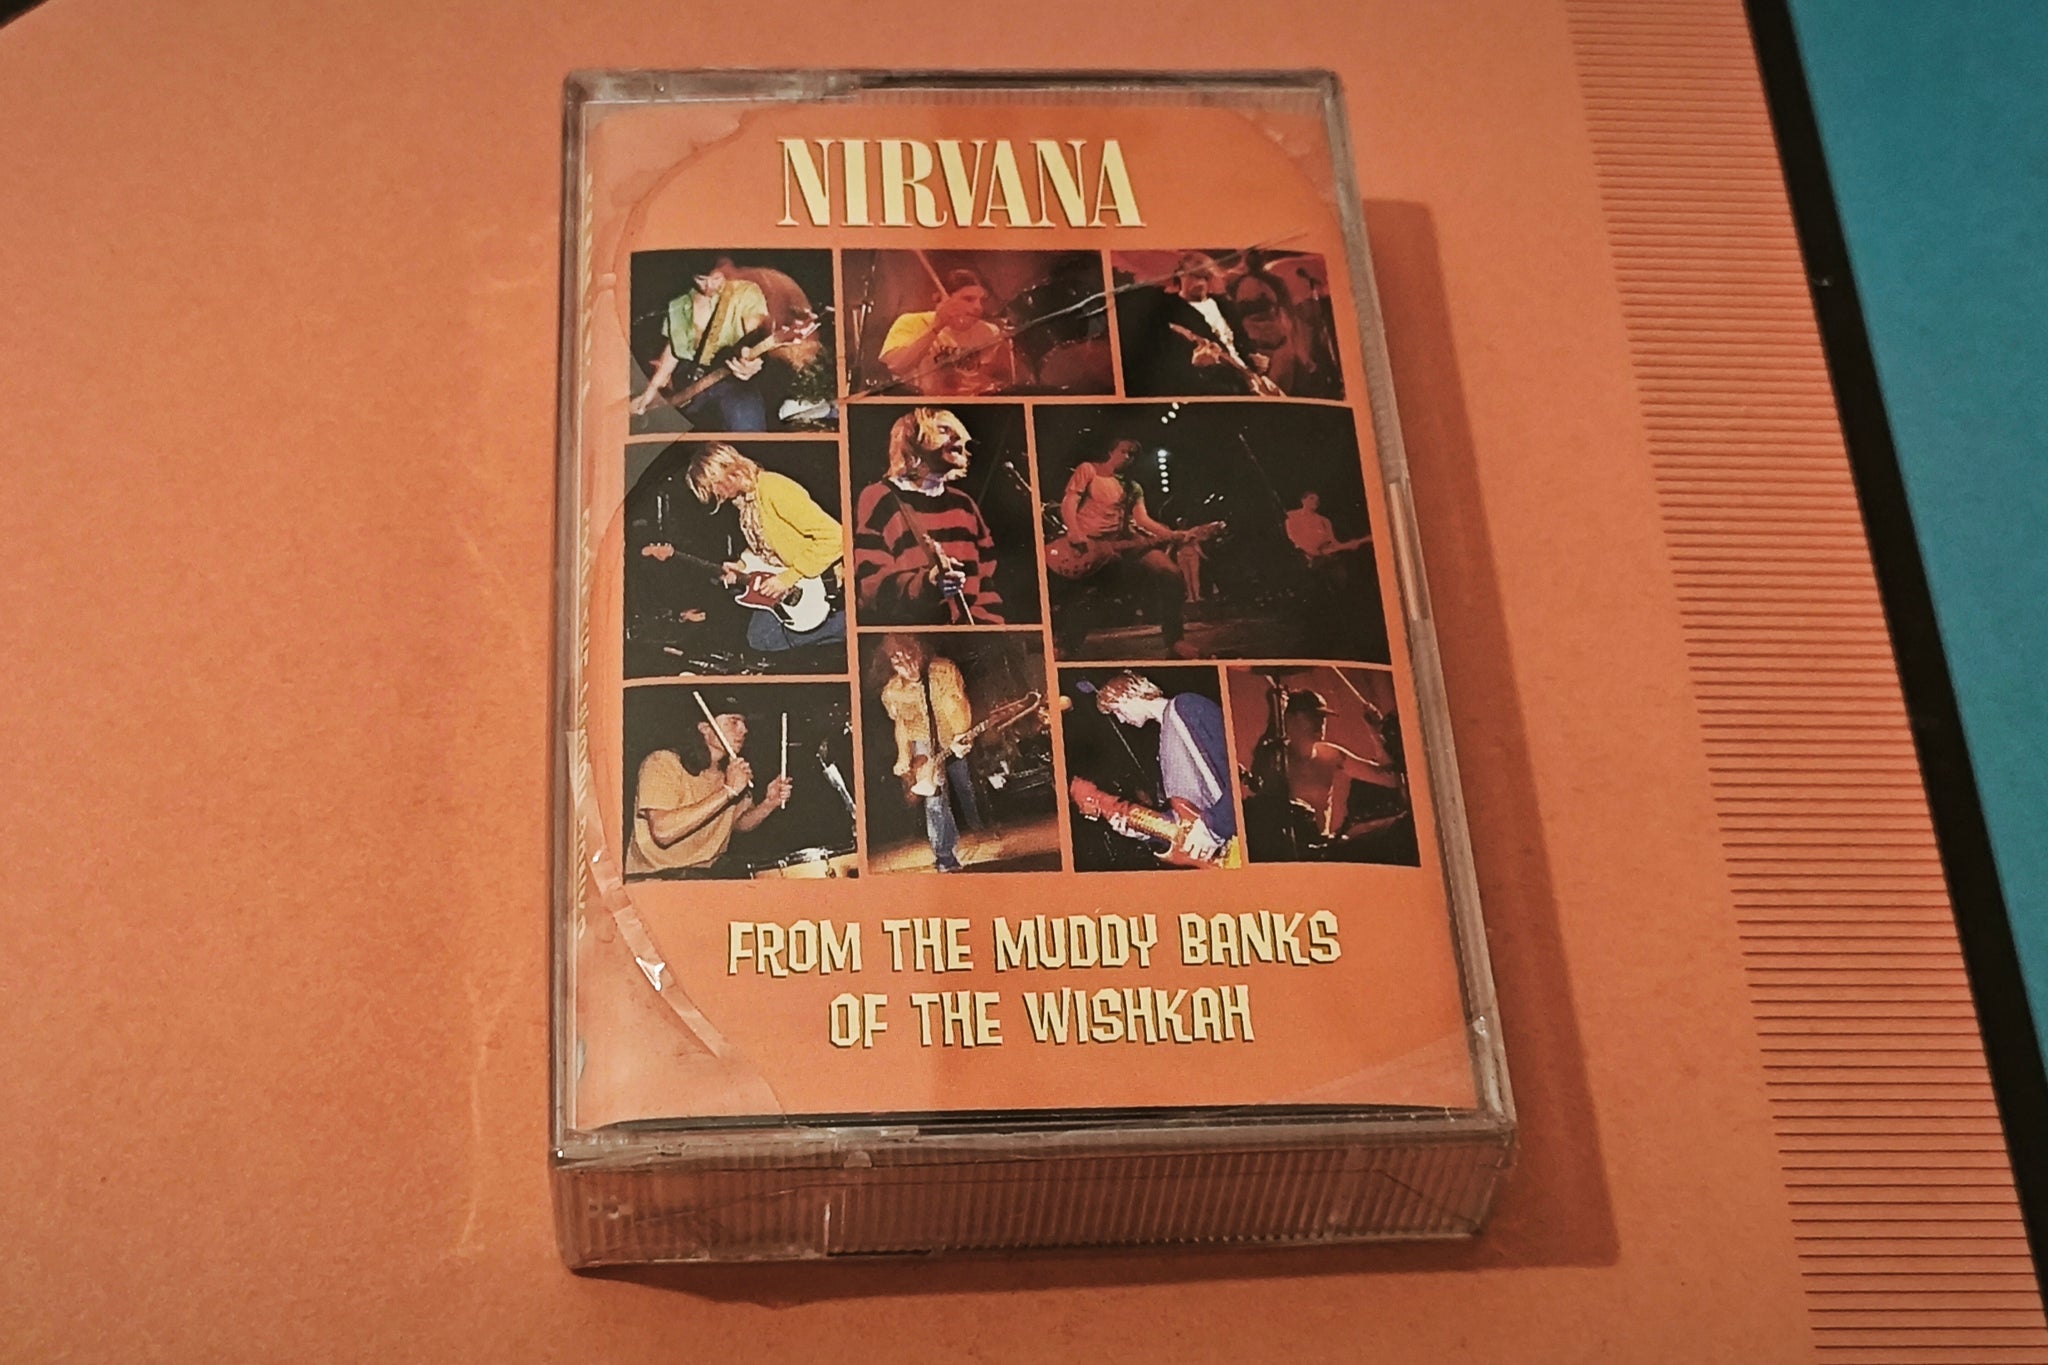 NIRVANA
FROM THE MUDDY BANKS
OF THE WISHKAH